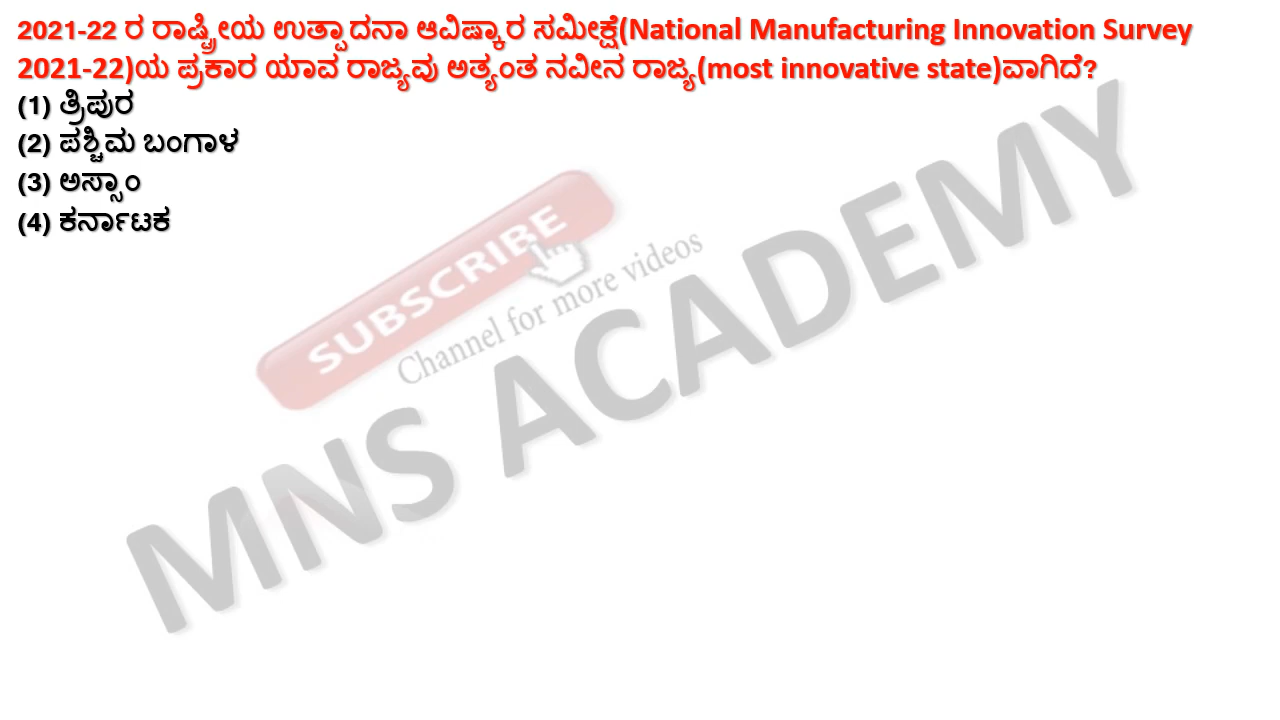 2021-22 ರ ರಾಷ್ಟ್ರೀಯ ಉತ್ಪಾದನಾ ಆವಿಷ್ಕಾರ ಸಮೀಕ್ಷೆ(National Manufacturing Innovation Survey
2021-22)ಯ ಪ್ರಕಾರ ಯಾವ ರಾಜ್ಯವು ಅತ್ಯಂತ ನವೀನ ರಾಜ್ಯ(most innovative state)ವಾಗಿದೆ?
(1) ತ್ರಿಪುರ
(2) ಪಶ್ಚಿಮ ಬಂಗಾಳ
(3) ಅಸ್ಸಾಂ
(4) ಕರ್ನಾಟಕ
SUBSCRIBE
Channel for more videos
MNS ACADEMY